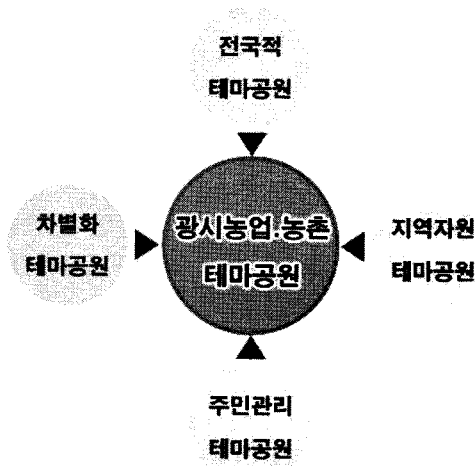 전국적
테마공원
차별화
테마공원
광시농업.농촌
테마공원
지역자원
테마공원
주민관리
테마공원